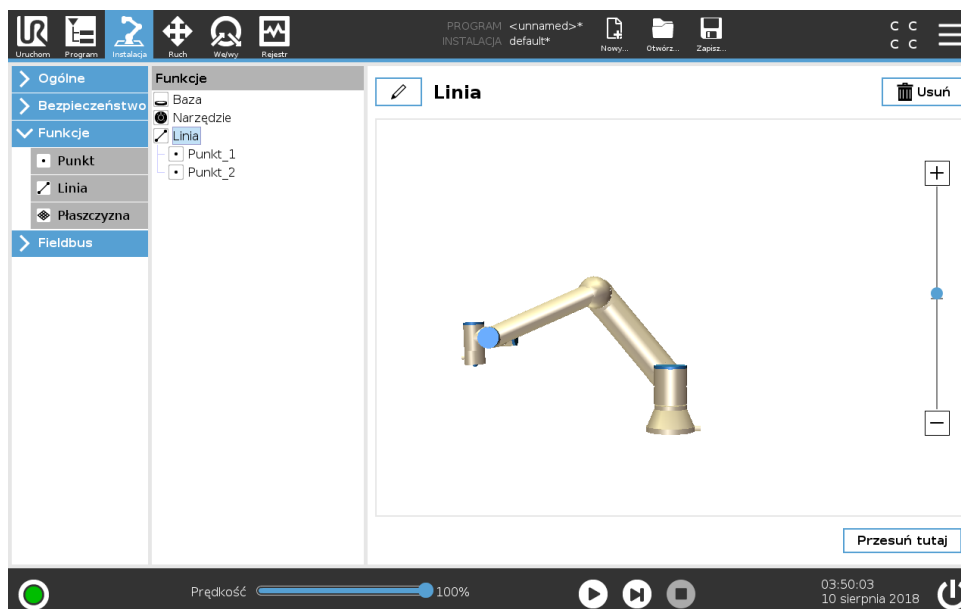 PROGRAM <unnamed>*
INSTALACJA default*
Uruchom Program Instalacja Ruch We/wy Rejestr Nowy... Otwórz... Zapisz...
C C
C C
Ogólne
Bezpieczeństwo
Funkcje
Punkt
Linia
Płaszczyzna
Fieldbus
Funkcje
Baza
Narzędzie
Linia
Punkt_1
Punkt_2
Linia
Usuń
Przesuń tutaj
Prędkość 100%
03:50:03
10 sierpnia 2018